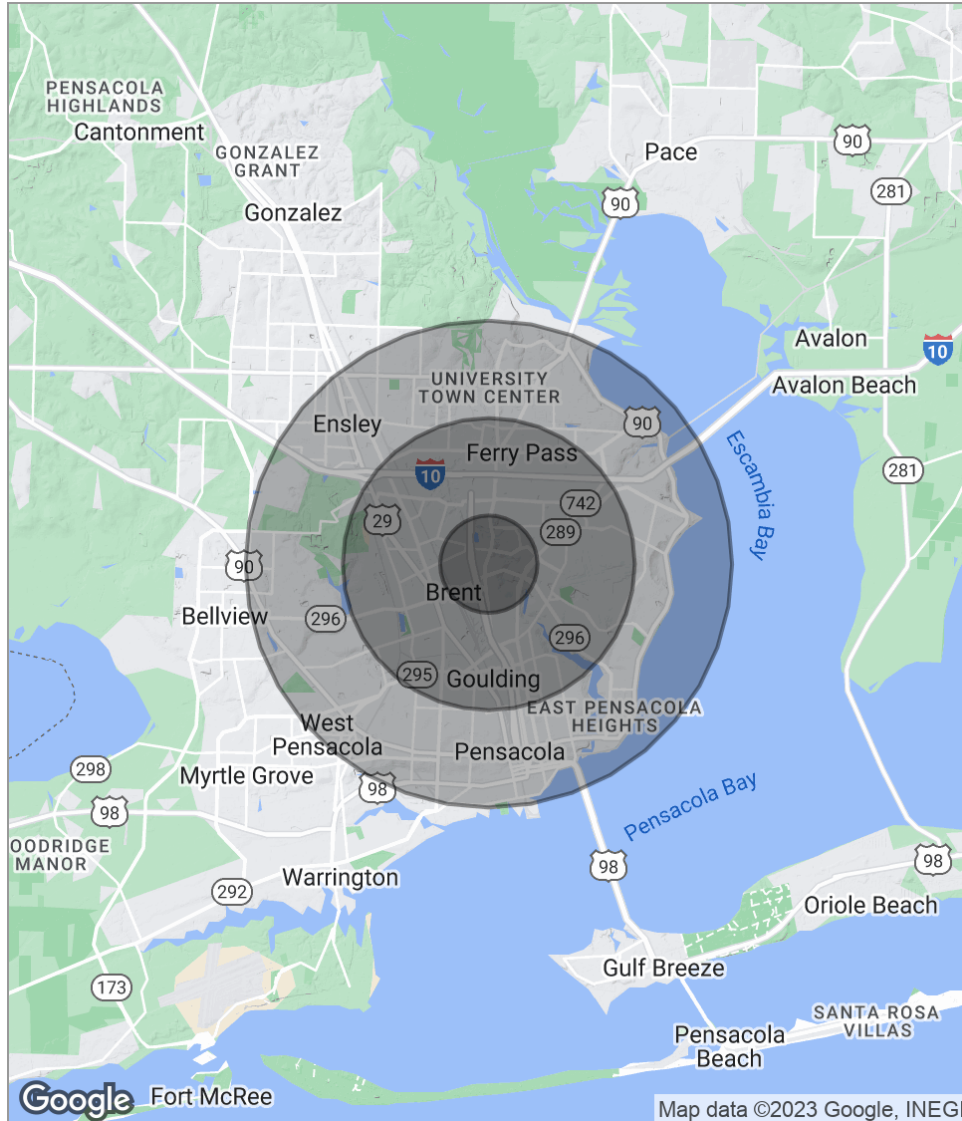 PENSACOLA
HIGHLANDS
Cantonment
GONZALEZ
GRANT
Gonzalez
Pace
90
90
281
Avalon
10
Avalon Beach
UNIVERSITY
TOWN CENTER
Ensley
90
Ferry Pass
10
Escambia Bay
281
742
29
289
90
Brent
Bellview
296
296
295
Goulding
EAST PENSACOLA
HEIGHTS
West
Pensacola
Pensacola
298
Myrtle Grove
98
98
Pensacola Bay
OODRIDGE
MANOR
98
98
Warrington
292
Oriole Beach
Gulf Breeze
173
SANTA ROSA
VILLAS
Pensacola
Beach
Google
Fort McRee
Map data ©2023 Google, INEGI